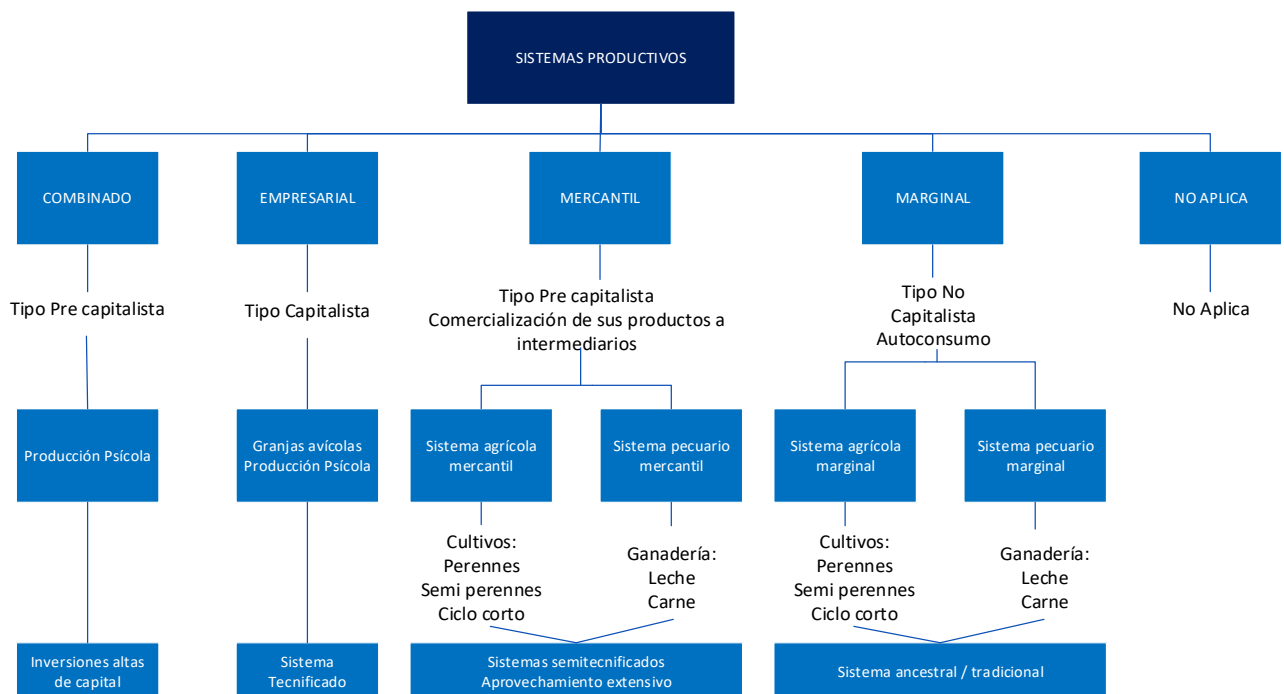 SISTEMAS PRODUCTIVOS
COMBINADO
EMPRESARIAL
MERCANTIL
MARGINAL
NO APLICA
Tipo Pre capitalista
Tipo Capitalista
Tipo Pre capitalista
Comercialización de sus productos a
intermediarios
Tipo No
Capitalista
Autoconsumo
No Aplica
Producción Psícola
Granjas avícolas
Producción Psícola
Sistema agrícola
mercantil
Sistema pecuario
mercantil
Sistema agrícola
marginal
Sistema pecuario
marginal
Cultivos:
Perennes
Semi perennes
Ciclo corto
Ganadería:
Leche
Carne
Cultivos:
Perennes
Semi perennes
Ciclo corto
Ganadería:
Leche
Carne
Inversiones altas
de capital
Sistema
Tecnificado
Sistemas semitecnificados
Aprovechamiento extensivo
Sistema ancestral / tradicional